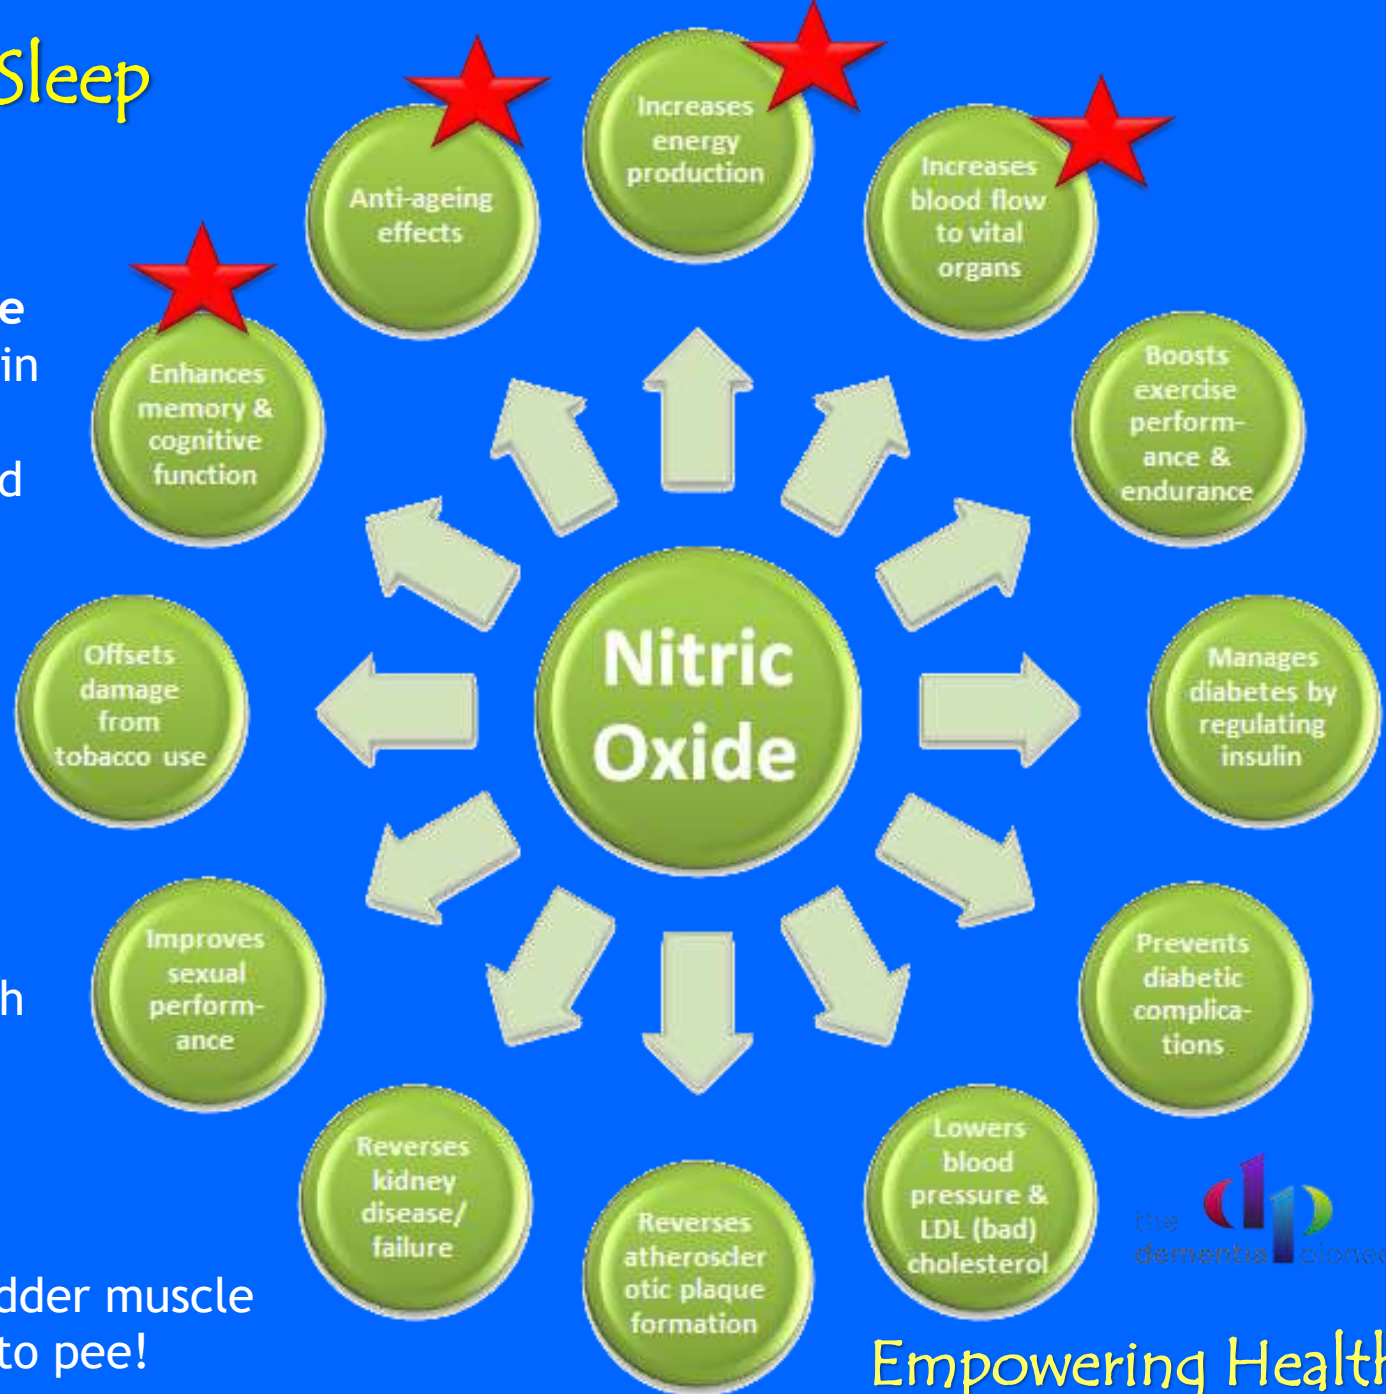 Sleep
e
in
d
h
dder muscle
to pee!
Increases
energy
production
Increases
blood flow
to vital
organs
Boosts
exercise
perform-
ance &
endurance
Manages
diabetes by
regulating
insulin
Prevents
diabetic
complica-
tions
Lowers
blood
pressure &
LDL (bad)
cholesterol
Reverses
atheroscler
otic plaque
formation
Reverses
kidney
disease/
failure
Improves
sexual
perform-
ance
Offsets
damage
from
tobacco use
Enhances
memory &
cognitive
function
Anti-ageing
effects
Nitric
Oxide
the
dp
dementia pionee
Empowering Health